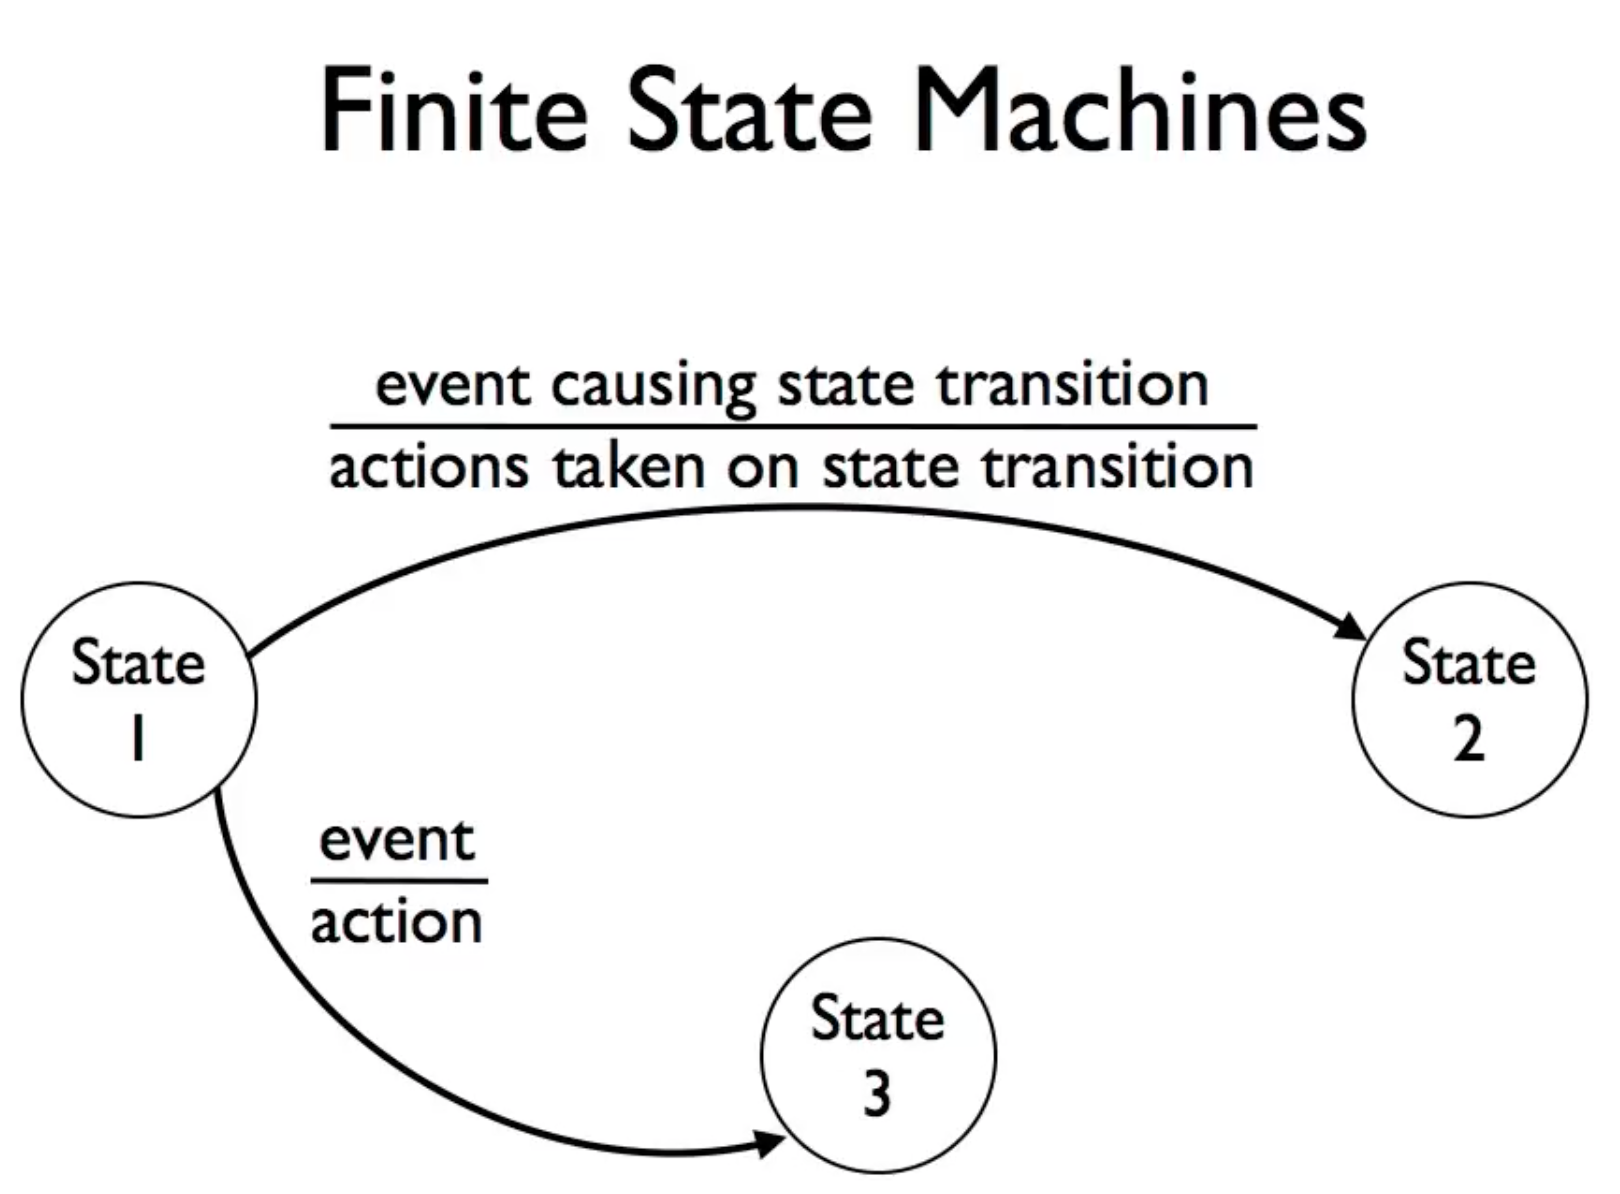 Finite State Machines
event causing state transition
actions taken on state transition
State
1
State
2
event
action
State
3